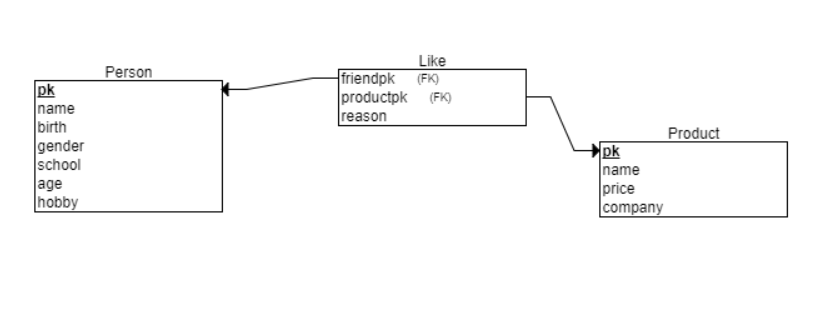 Person
pk
name
birth
gender
school
age
hobby
Like
friendpk (FK)
productpk (FK)
reason
Product
pk
name
price
company